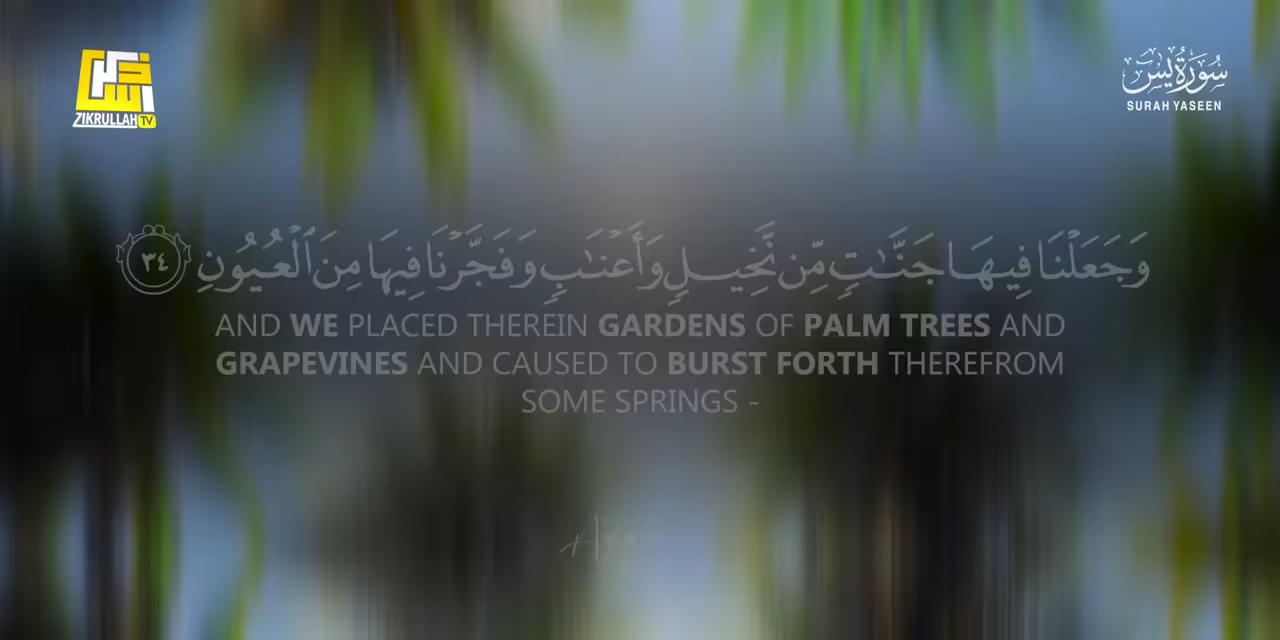 ZIKRULLAH TV
سُورَةُ يس
SURAH YASEEN
وَجَعَلْنَا فِيهَا جَنَّـٰتٍ مِّن نَّخِيلٍ وَأَعْنَـٰبٍ وَفَجَّرْنَا فِيهَا مِنَ ٱلْعُيُونِ ٣٤
AND WE PLACED THEREIN GARDENS OF PALM TREES AND
GRAPEVINES AND CAUSED TO BURST FORTH THEREFROM
SOME SPRINGS -